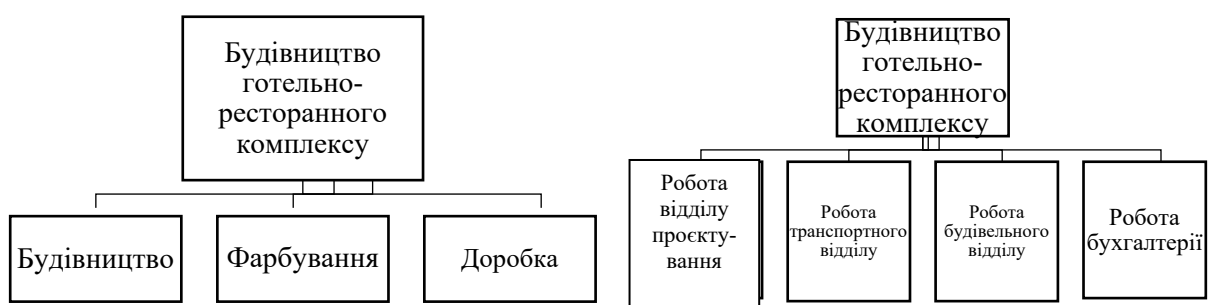 Будівництво
готельно-
ресторанного
комплексу
Будівництво
Фарбування
Доробка
Будівництво
готельно-
ресторанного
комплексу
Робота
відділу
проєкту-
вання
Робота
транспортного
відділу
Робота
будівельного
відділу
Робота
бухгалтерії